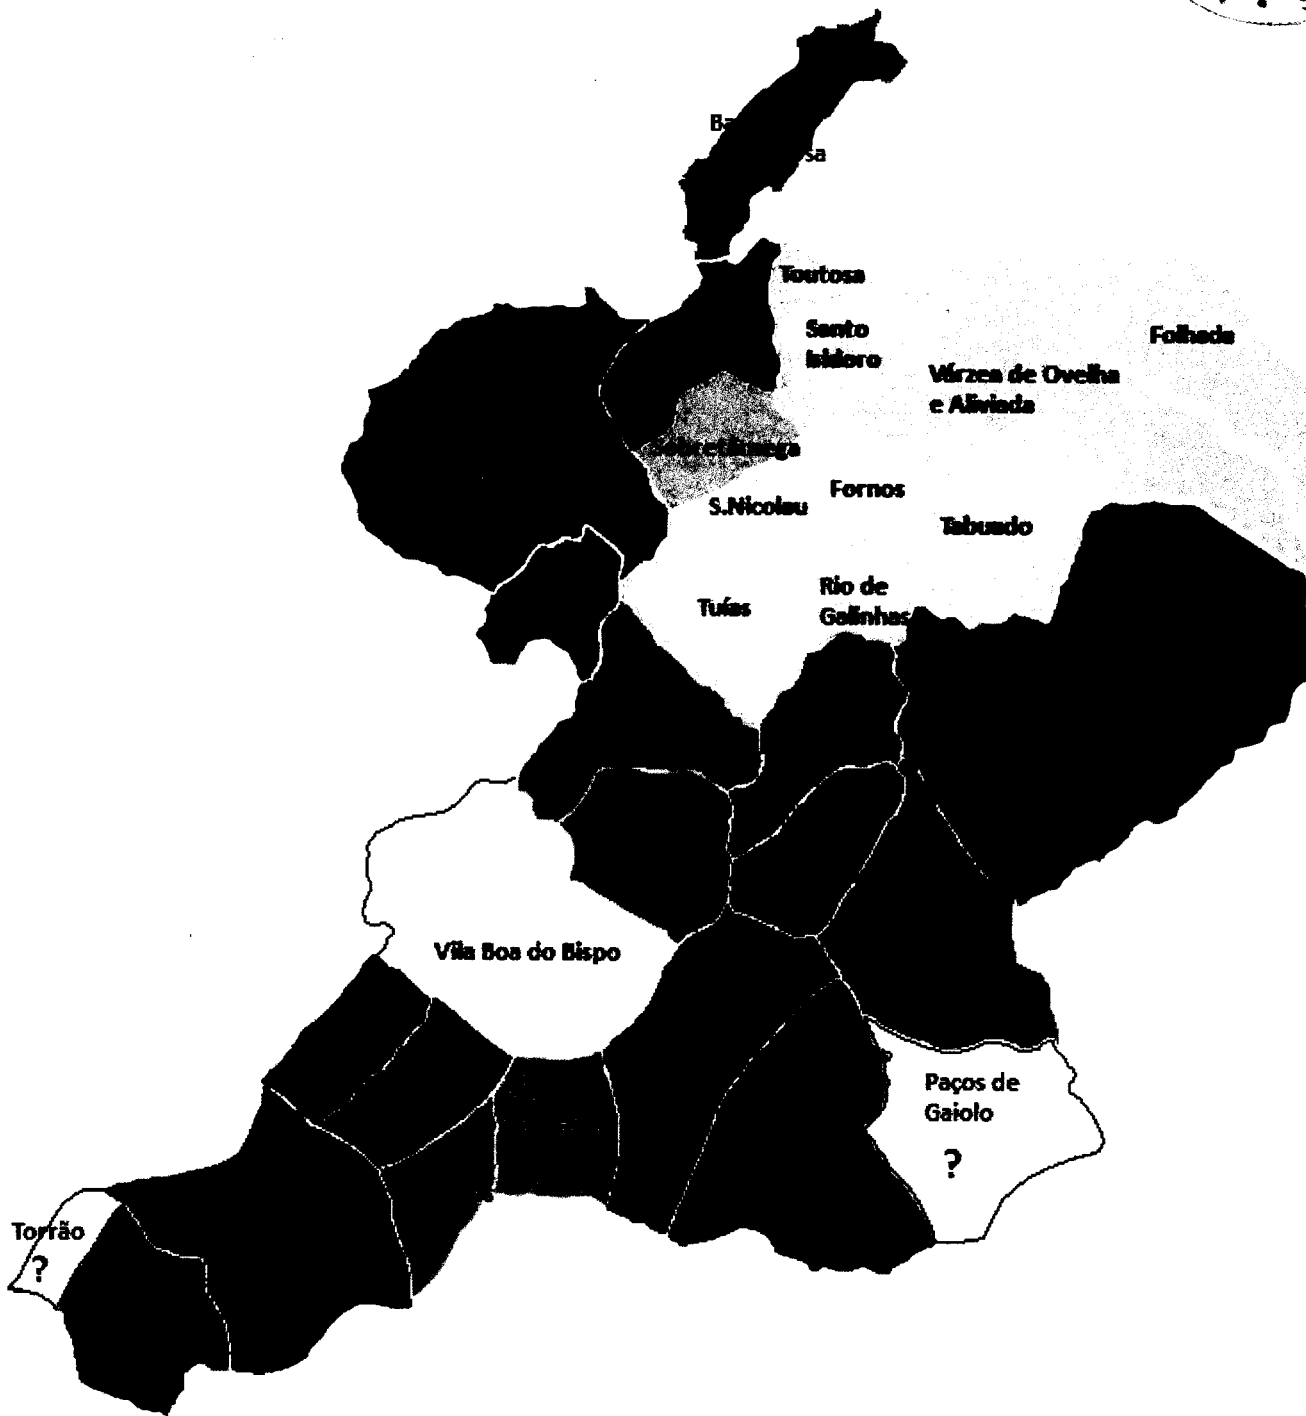 Toutosa
Santo
Isidoro
Folhada
Várzea de Ovelha
e Aliviada
Sobretâmega
S.Nicolau
Fornos
Tabuado
Tuías
Rio de
Galinhas
Vila Boa do Bispo
Paços de
Gaiolo
?
Torrão
?